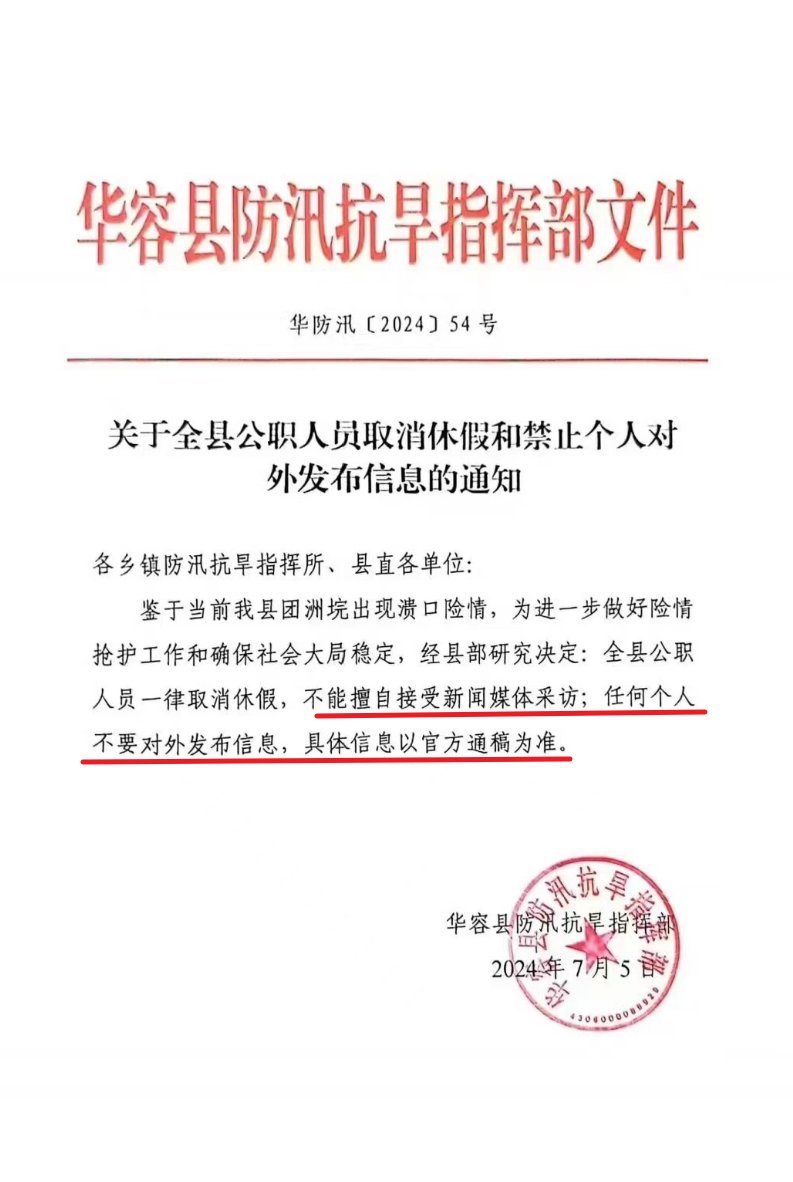 华容县防汛抗旱指挥部文件
华防汛〔2024〕54 号
关于全县公职人员取消休假和禁止个人对
外发布信息的通知
各乡镇防汛抗旱指挥所、县直各单位:
鉴于当前我县团洲垸出现溃口险情，为进一步做好险情
抢护工作和确保社会大局稳定，经县部研究决定：全县公职
人员一律取消休假，不能擅自接受新闻媒体采访；任何个人
不要对外发布信息，具体信息以官方通稿为准。
华容县防汛抗旱指挥部
2024 年 7 月 5 日
华容县防汛抗旱指挥部